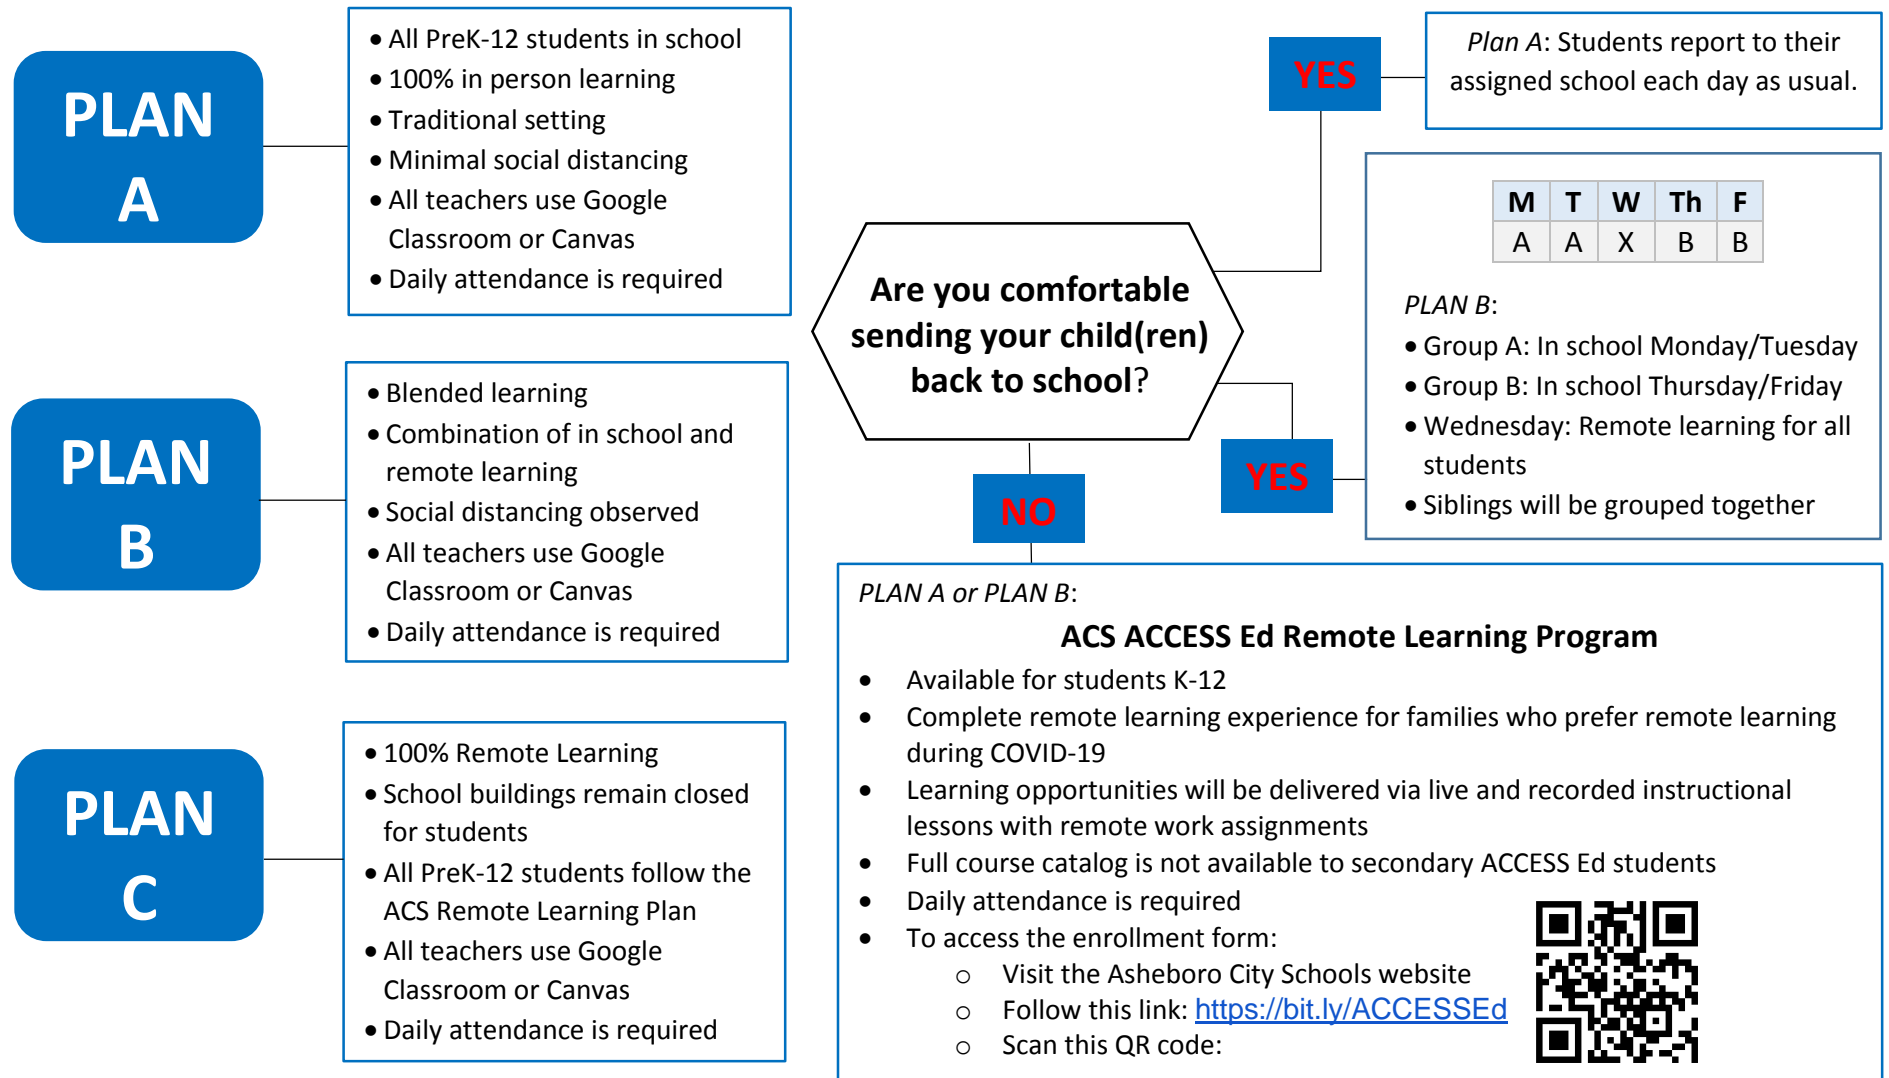 PLAN
A
• All PreK-12 students in school
• 100% in person learning
• Traditional setting
• Minimal social distancing
• All teachers use Google
Classroom or Canvas
• Daily attendance is required
PLAN
B
• Blended learning
• Combination of in school and
remote learning
• Social distancing observed
• All teachers use Google
Classroom or Canvas
• Daily attendance is required
PLAN
C
• 100% Remote Learning
• School buildings remain closed
for students
• All PreK-12 students follow the
ACS Remote Learning Plan
• All teachers use Google
Classroom or Canvas
• Daily attendance is required
Are you comfortable
sending your child(ren)
back to school?
YES
Plan A: Students report to their
assigned school each day as usual.
YES
M T W Th F
A A X B B
PLAN B:
• Group A: In school Monday/Tuesday
• Group B: In school Thursday/Friday
• Wednesday: Remote learning for all
students
• Siblings will be grouped together
NO
PLAN A or PLAN B:
ACS ACCESS Ed Remote Learning Program
• Available for students K-12
• Complete remote learning experience for families who prefer remote learning
during COVID-19
• Learning opportunities will be delivered via live and recorded instructional
lessons with remote work assignments
• Full course catalog is not available to secondary ACCESS Ed students
• Daily attendance is required
• To access the enrollment form:
o Visit the Asheboro City Schools website
o Follow this link: https://bit.ly/ACCESSEd
o Scan this QR code: